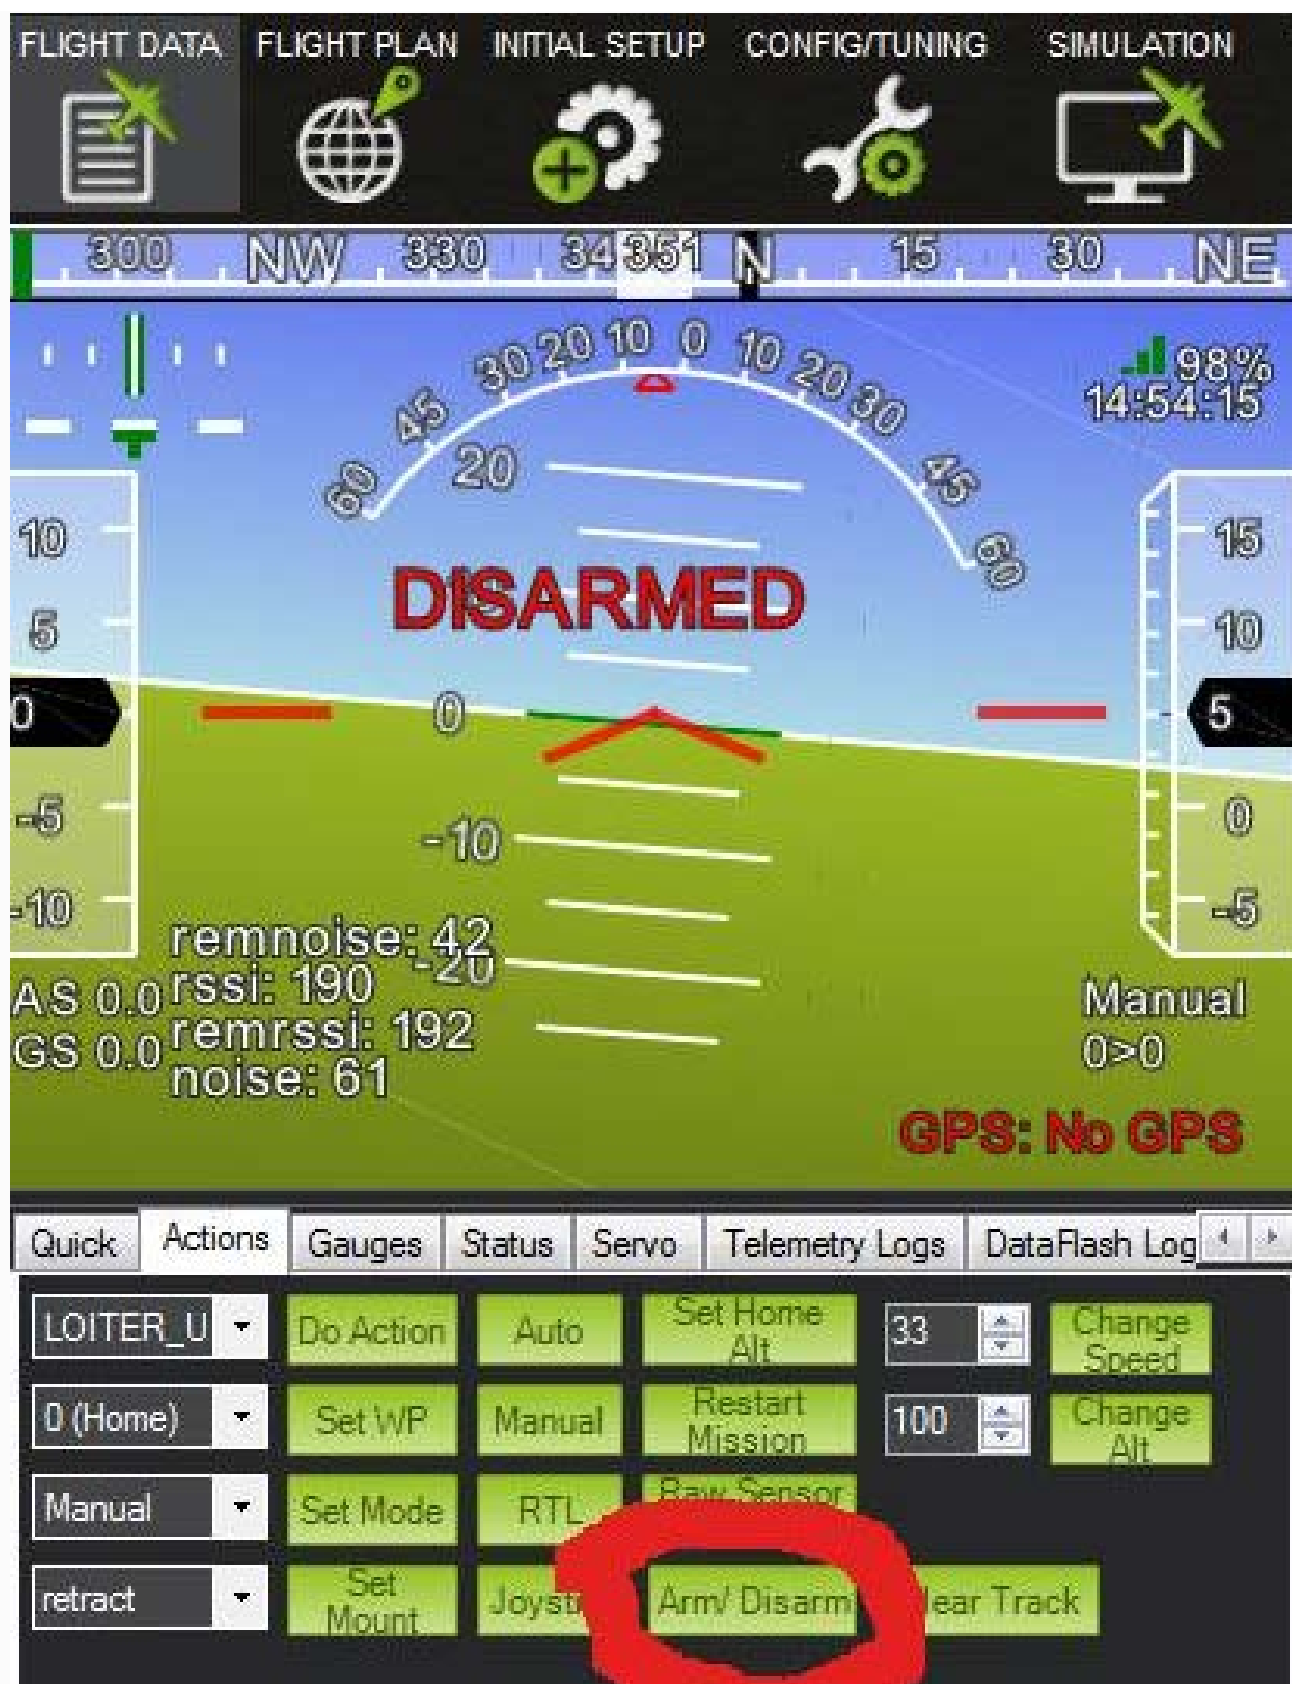 FLIGHT DATA FLIGHT PLAN INITIAL SETUP CONFIG/TUNING SIMULATION
300 NW 330 34 351 N 15 30 NE
98%
14:54:15
60 45 30 20 10 0 10 20 30 45 60
20
10 15
DISARMED
5 10
0 0 5
-5 0
-10
-10 -5
-20
remnoise: 42
rssi: 190
remrssi: 192
noise: 61
AS 0.0
GS 0.0
Manual
0>0
GPS: No GPS
Quick Actions Gauges Status Servo Telemetry Logs DataFlash Log
LOITER_U Do Action Auto Set Home Alt 33 Change Speed
0 (Home) Set WP Manual Restart Mission 100 Change Alt
Manual Set Mode RTL Raw Sensor
retract Set Mount Joyst Arm/ Disarm lear Track